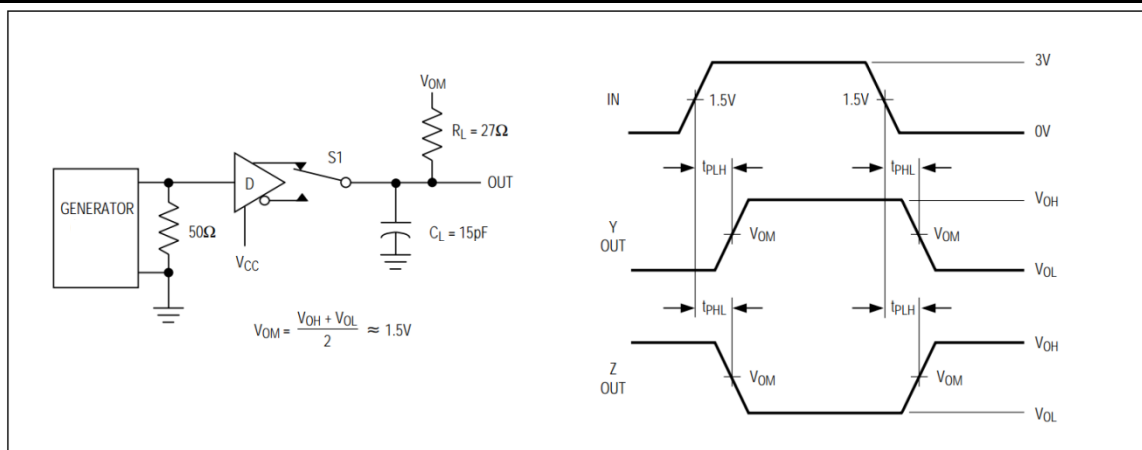 GENERATOR
50Ω
D
VCC
S1
VOM
RL = 27Ω
OUT
CL = 15pF
VOM = VOH + VOL / 2 ≈ 1.5V
IN
1.5V
1.5V
3V
0V
tPLH
tPHL
Y
OUT
VOM
VOM
VOH
VOL
tPHL
tPLH
Z
OUT
VOM
VOM
VOH
VOL